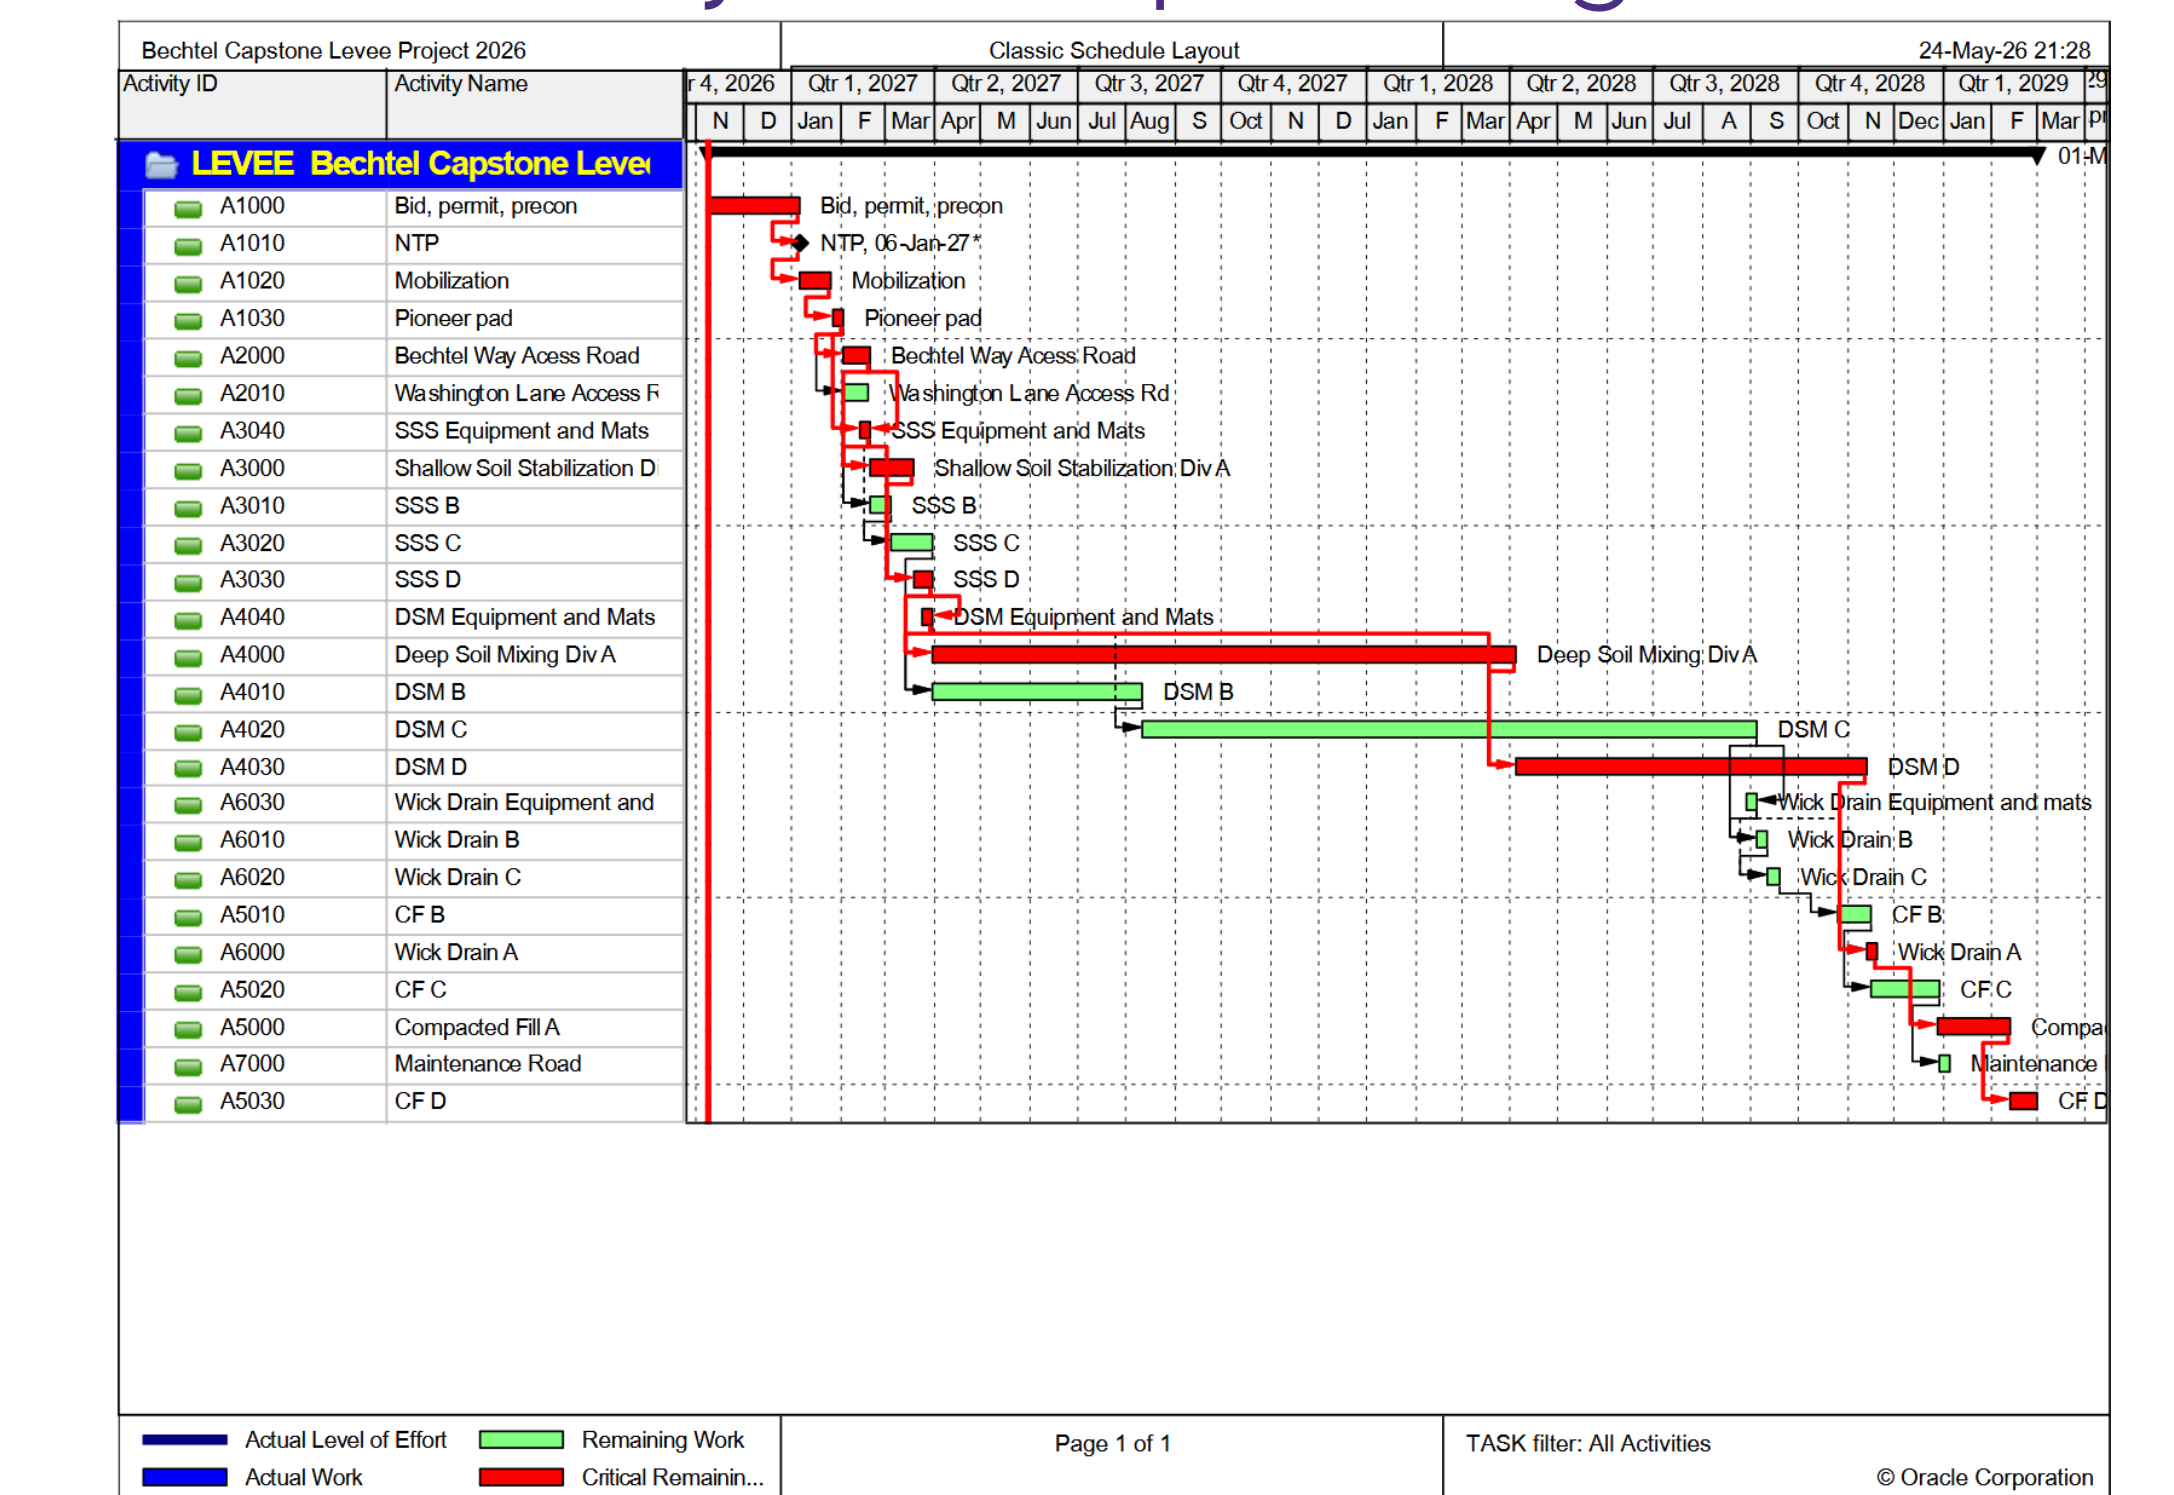 Bechtel Capstone Levee Project 2026 Classic Schedule Layout 24-May-26 21:28
Activity ID Activity Name r 4, 2026 Qtr 1, 2027 Qtr 2, 2027 Qtr 3, 2027 Qtr 4, 2027 Qtr 1, 2028 Qtr 2, 2028 Qtr 3, 2028 Qtr 4, 2028 Qtr 1, 2029 29
N D Jan F Mar Apr M Jun Jul Aug S Oct N D Jan F Mar Apr M Jun Jul A S Oct N Dec Jan F Mar pr
LEVEE Bechtel Capstone Levee 01-M
A1000 Bid, permit, precon Bid, permit, precon
A1010 NTP NTP, 06-Jan-27*
A1020 Mobilization Mobilization
A1030 Pioneer pad Pioneer pad
A2000 Bechtel Way Acess Road Bechtel Way Acess Road
A2010 Washington Lane Access R Washington Lane Access Rd
A3040 SSS Equipment and Mats SSS Equipment and Mats
A3000 Shallow Soil Stabilization Di Shallow Soil Stabilization Div A
A3010 SSS B SSS B
A3020 SSS C SSS C
A3030 SSS D SSS D
A4040 DSM Equipment and Mats DSM Equipment and Mats
A4000 Deep Soil Mixing Div A Deep Soil Mixing Div A
A4010 DSM B DSM B
A4020 DSM C DSM C
A4030 DSM D DSM D
A6030 Wick Drain Equipment and Wick Drain Equipment and mats
A6010 Wick Drain B Wick Drain B
A6020 Wick Drain C Wick Drain C
A5010 CF B CF B
A6000 Wick Drain A Wick Drain A
A5020 CF C CF C
A5000 Compacted Fill A Compac
A7000 Maintenance Road Maintenance
A5030 CF D CF D
Actual Level of Effort Remaining Work Page 1 of 1 TASK filter: All Activities
Actual Work Critical Remainin... © Oracle Corporation